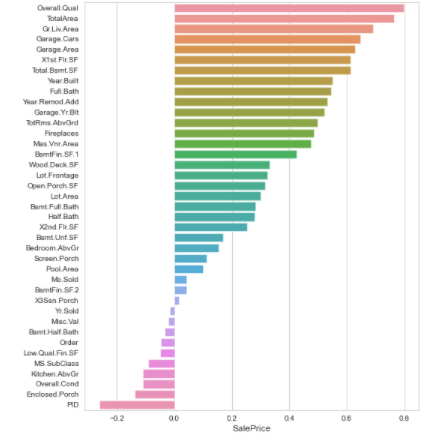 Overall.Qual
TotalArea
Gr.Liv.Area
Garage.Cars
Garage.Area
X1st.Flr.SF
Total.Bsmt.SF
Year.Built
Full.Bath
Year.Remod.Add
Garage.Yr.Blt
TotRms.AbvGrd
Fireplaces
Mas.Vnr.Area
BsmtFin.SF.1
Wood.Deck.SF
Lot.Frontage
Open.Porch.SF
Lot.Area
Bsmt.Full.Bath
Half.Bath
X2nd.Flr.SF
Bsmt.Unf.SF
Bedroom.AbvGr
Screen.Porch
Pool.Area
Mo.Sold
BsmtFin.SF.2
X3Ssn.Porch
Yr.Sold
Misc.Val
Bsmt.Half.Bath
Order
Low.Qual.Fin.SF
MS.SubClass
Kitchen.AbvGr
Overall.Cond
Enclosed.Porch
PID
−0.2 0.0 0.2 0.4 0.6 0.8
SalePrice